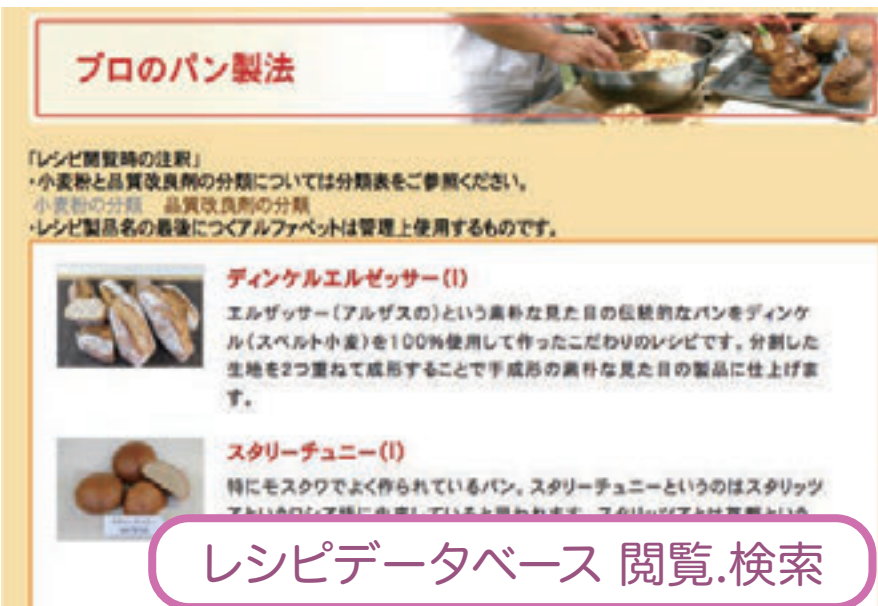 プロのパン製法
「レシピ閲覧時の注釈」
・小麦粉と品質改良剤の分類については分類表をご参照ください。
小麦粉の分類 品質改良剤の分類
・レシピ製品名の最後につくアルファベットは管理上使用するものです。
ディンケルエルゼッサー(I)
エルザッサー(アルザスの)という素朴な見た目の伝統的なパンをディンケ
ル(スペルト小麦)を100%使用して作ったこだわりのレシピです。分割した
生地を2つ重ねて成形することで手成形の素朴な見た目の製品に仕上げま
す。
スタリーチュニー(I)
特にモスクワでよく作られているパン。スタリーチュニーというのはスタリッツ
レシピデータベース 閲覧.検索